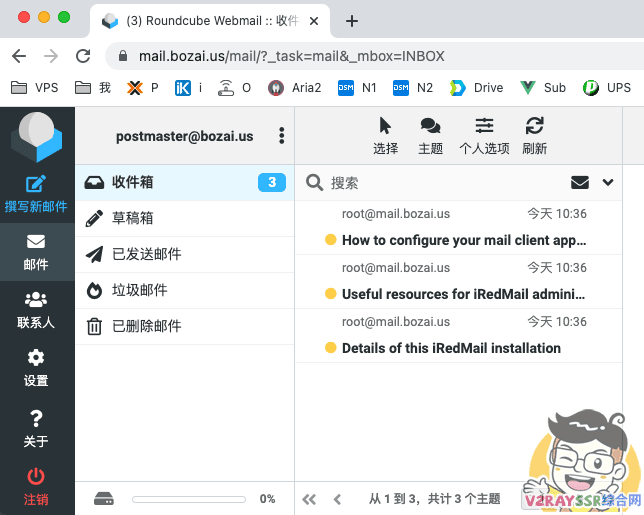 (3) Roundcube Webmail :: 收件
mail.bozai.us/mail/?_task=mail&_mbox=INBOX
VPS 我 P i O Aria2 N1 N2 Drive Sub UPS
postmaster@bozai.us
选择 主题 个人选项 刷新
撰写新邮件
邮件
联系人
设置
关于
注销
收件箱 3
草稿箱
已发送邮件
垃圾邮件
已删除邮件
0%
搜索
root@mail.bozai.us 今天 10:36
How to configure your mail client app…
root@mail.bozai.us 今天 10:36
Useful resources for iRedMail admini…
root@mail.bozai.us 今天 10:36
Details of this iRedMail installation
从 1 到 3，共计 3 个主题
V2RAYSSR综合网